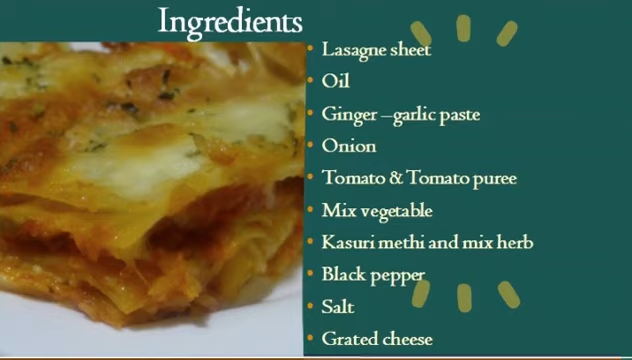 Ingredients
• Lasagne sheet
• Oil
• Ginger –garlic paste
• Onion
• Tomato & Tomato puree
• Mix vegetable
• Kasuri methi and mix herb
• Black pepper
• Salt
• Grated cheese